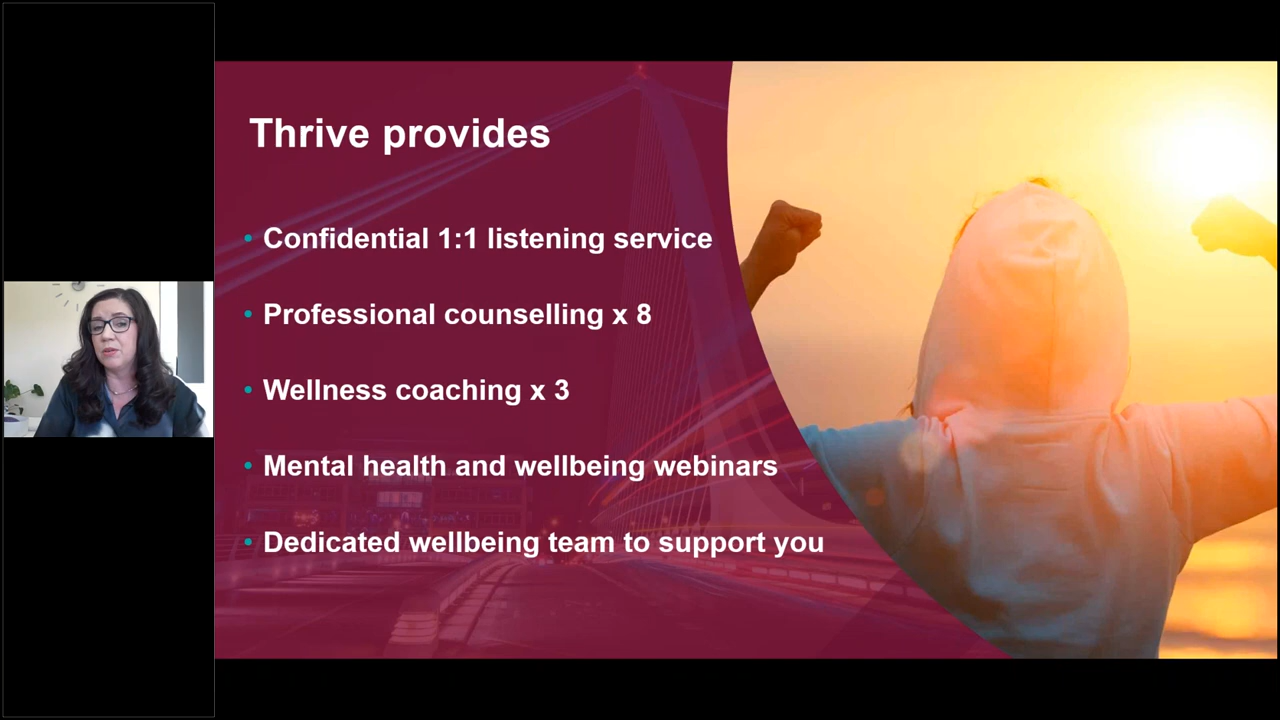 Thrive provides
• Confidential 1:1 listening service
• Professional counselling x 8
• Wellness coaching x 3
• Mental health and wellbeing webinars
• Dedicated wellbeing team to support you